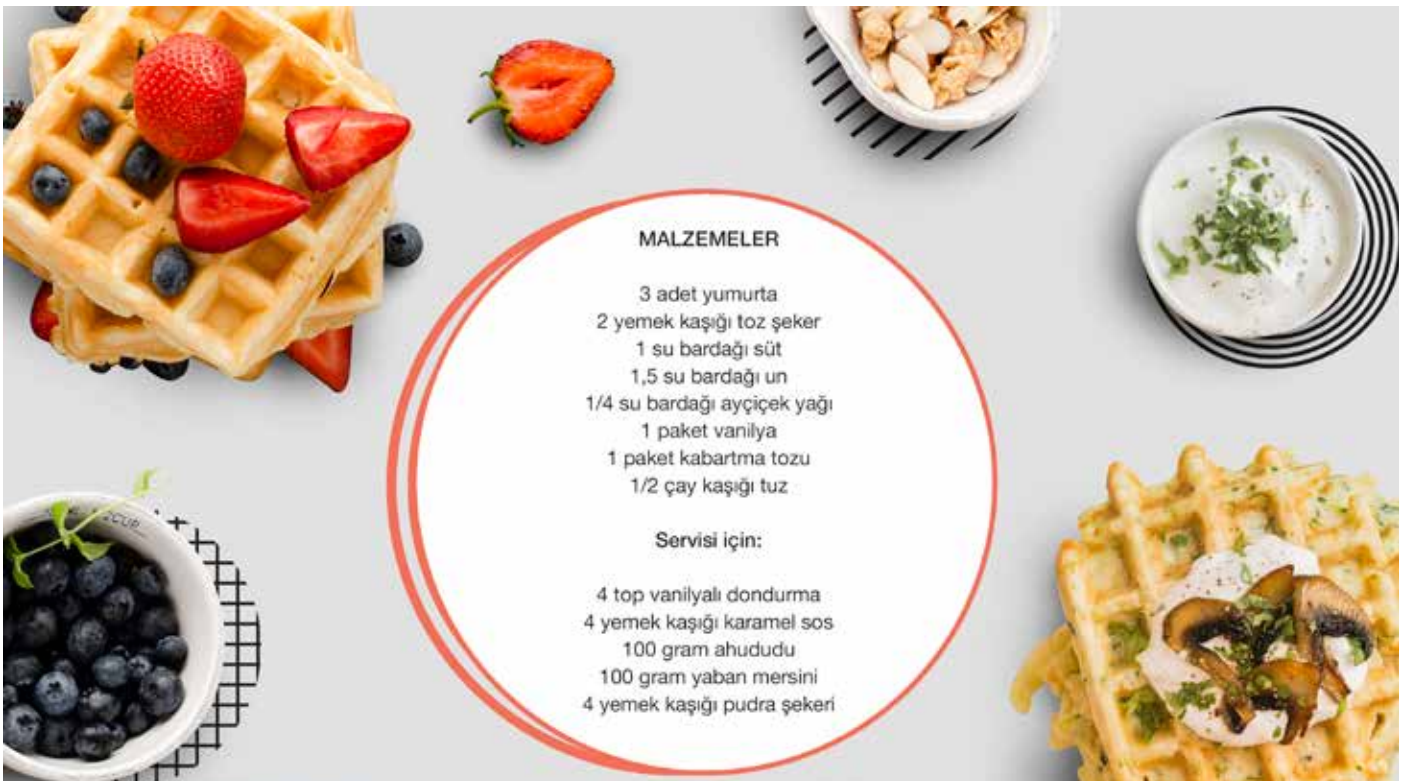 MALZEMELER
3 adet yumurta
2 yemek kaşığı toz şeker
1 su bardağı süt
1,5 su bardağı un
1/4 su bardağı ayçiçek yağı
1 paket vanilya
1 paket kabartma tozu
1/2 çay kaşığı tuz
Servisi için:
4 top vanilyalı dondurma
4 yemek kaşığı karamel sos
100 gram ahududu
100 gram yaban mersini
4 yemek kaşığı pudra şekeri